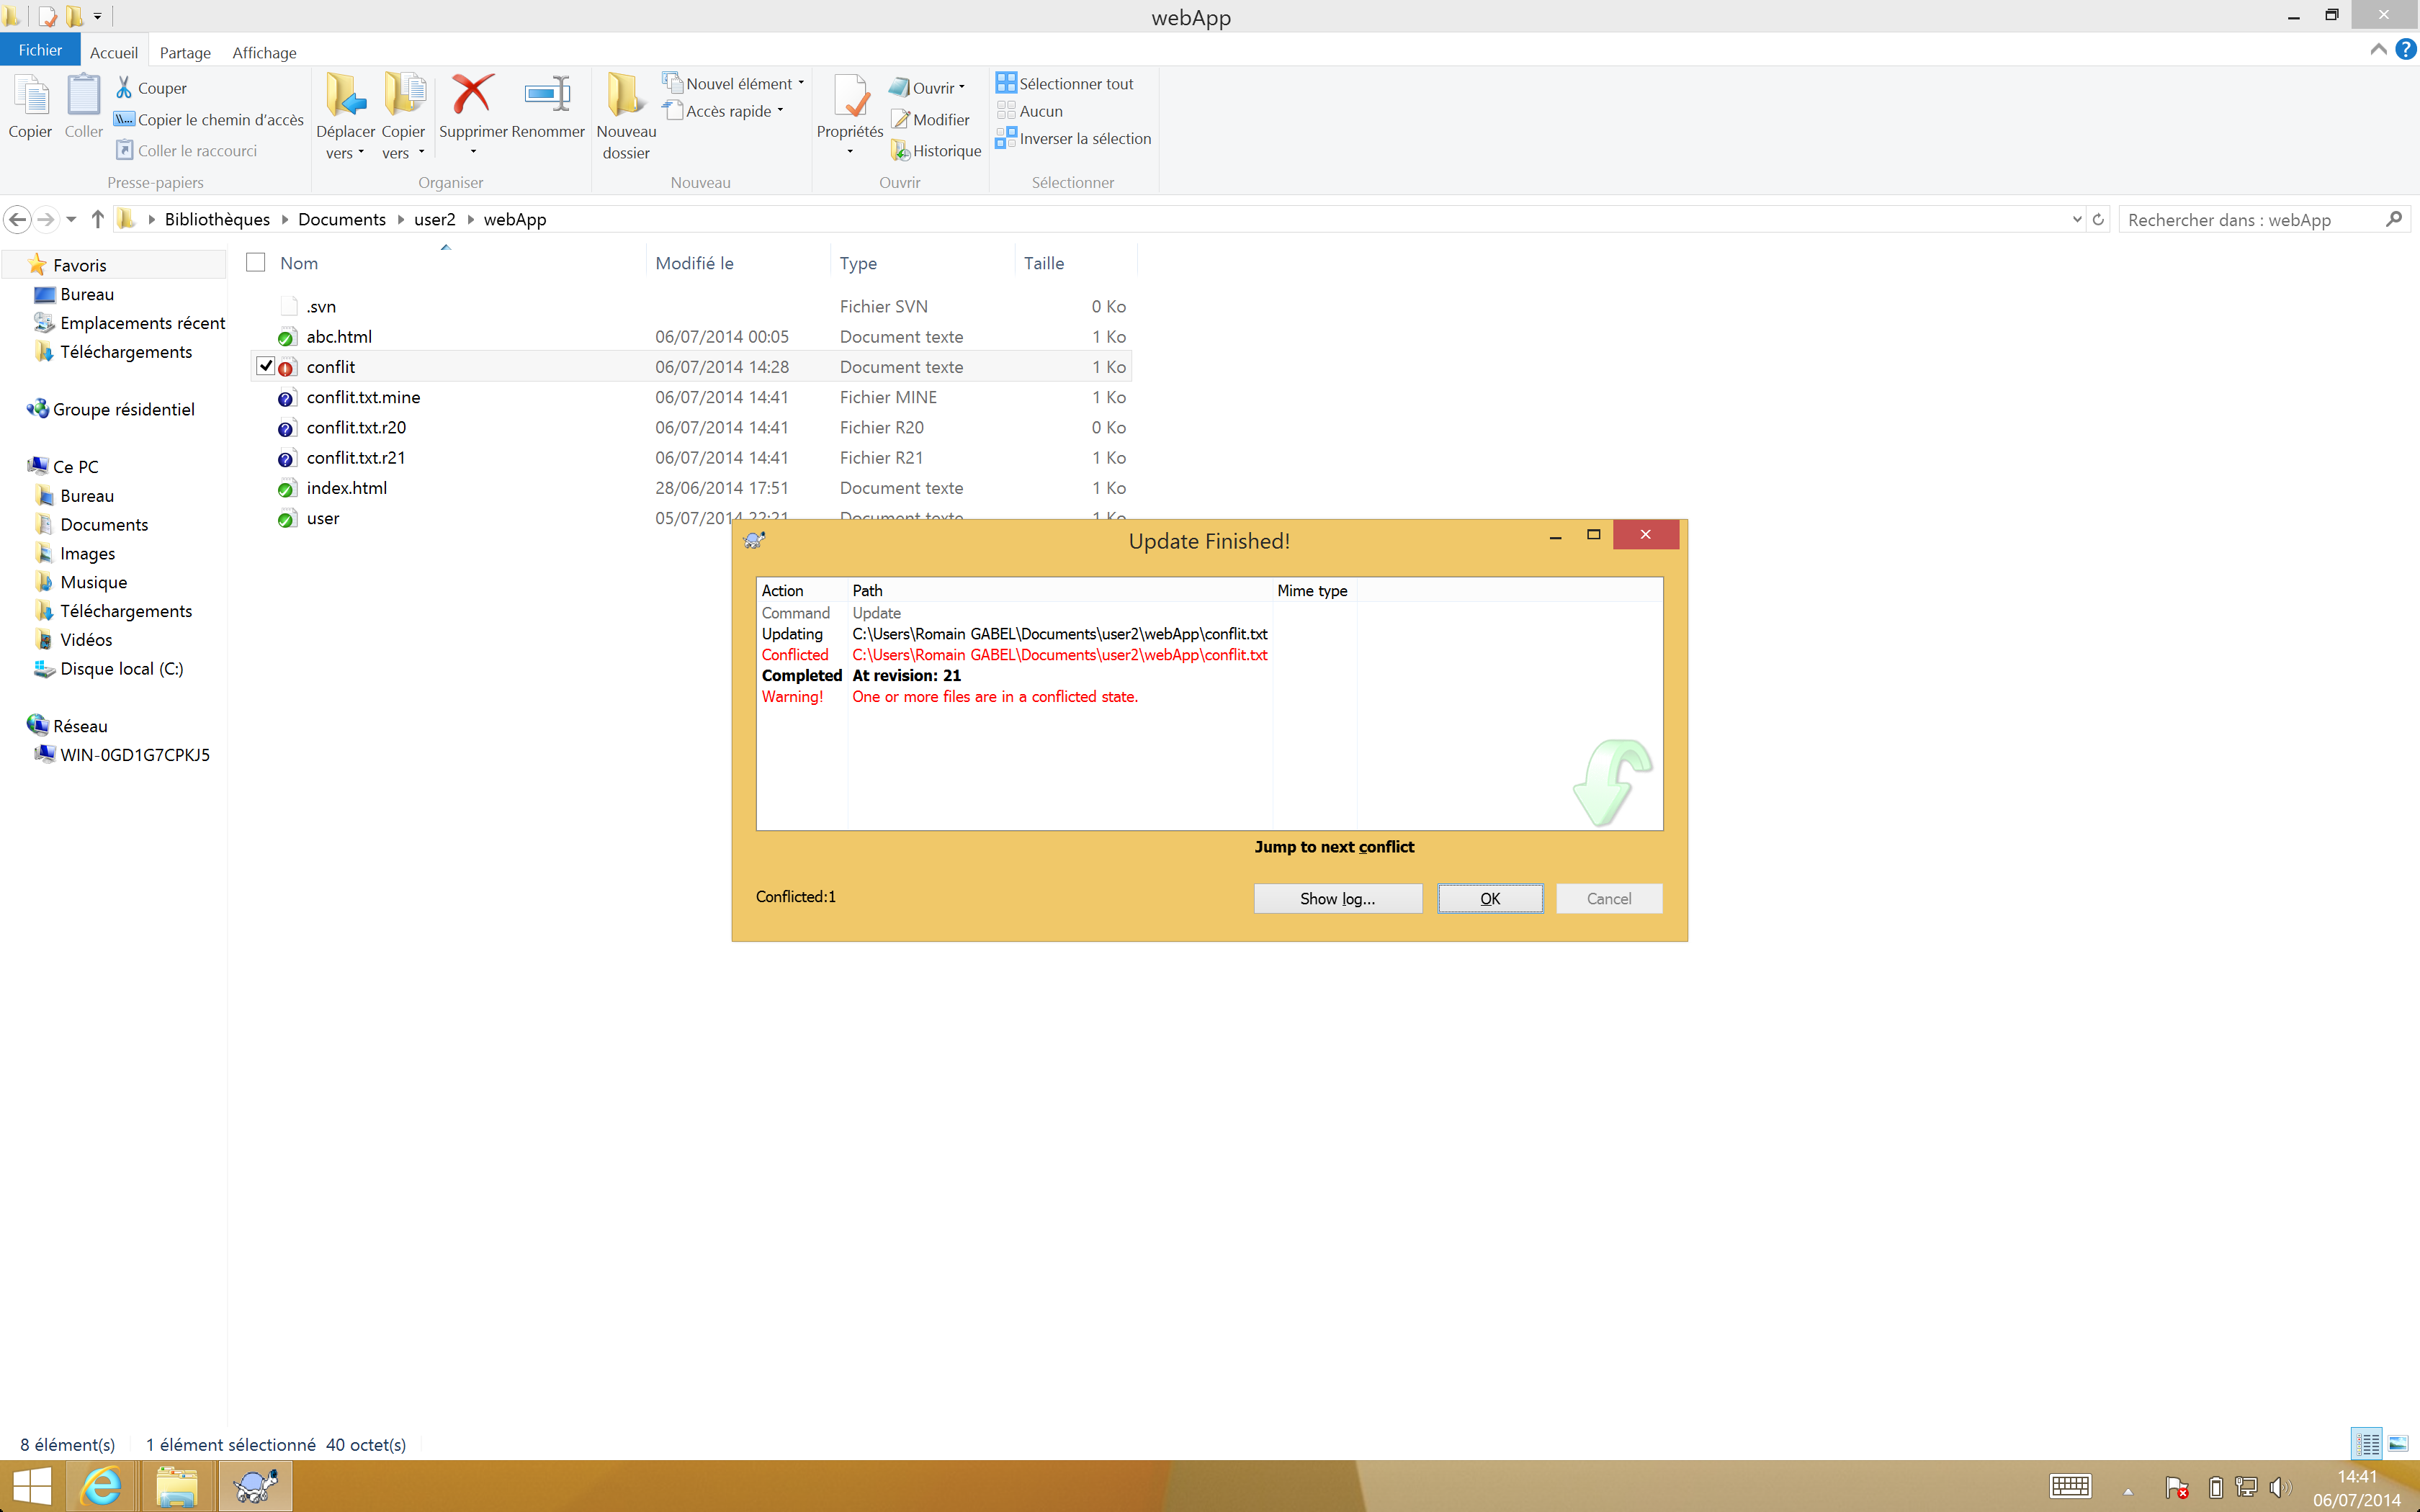 webApp
Fichier Accueil Partage Affichage
Copier Coller Couper
Copier le chemin d'accès
Coller le raccourci
Presse-papiers
Déplacer vers Copier vers Supprimer Renommer
Organiser
Nouveau dossier Nouvel élément
Accès rapide
Nouveau
Propriétés Ouvrir
Modifier
Historique
Ouvrir
Sélectionner tout
Aucun
Inverser la sélection
Sélectionner
Bibliothèques Documents user2 webApp
Rechercher dans : webApp
Favoris
Bureau
Emplacements récent
Téléchargements
Groupe résidentiel
Ce PC
Bureau
Documents
Images
Musique
Téléchargements
Vidéos
Disque local (C:)
Réseau
WIN-0GD1G7CPKJ5
Nom Modifié le Type Taille
.svn Fichier SVN 0 Ko
abc.html 06/07/2014 00:05 Document texte 1 Ko
conflit 06/07/2014 14:28 Document texte 1 Ko
conflit.txt.mine 06/07/2014 14:41 Fichier MINE 1 Ko
conflit.txt.r20 06/07/2014 14:41 Fichier R20 0 Ko
conflit.txt.r21 06/07/2014 14:41 Fichier R21 1 Ko
index.html 28/06/2014 17:51 Document texte 1 Ko
user 05/07/2014 22:21 Document texte 1 Ko
Update Finished!
Action Path Mime type
Command Update
Updating C:\Users\Romain GABEL\Documents\user2\webApp\conflit.txt
Conflicted C:\Users\Romain GABEL\Documents\user2\webApp\conflit.txt
Completed At revision: 21
Warning! One or more files are in a conflicted state.
Jump to next conflict
Conflicted:1
Show log... OK Cancel
8 élément(s) 1 élément sélectionné 40 octet(s)
14:41
06/07/2014